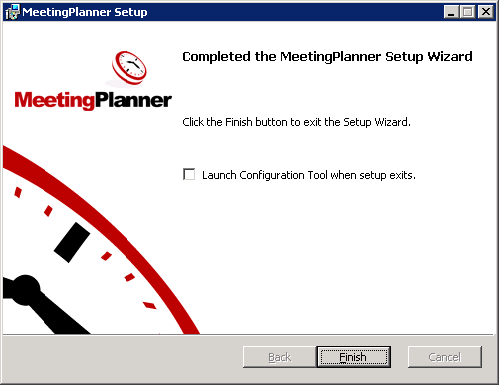 MeetingPlanner Setup
Completed the MeetingPlanner Setup Wizard
MeetingPlanner
Click the Finish button to exit the Setup Wizard.
Launch Configuration Tool when setup exits.
Back
Finish
Cancel